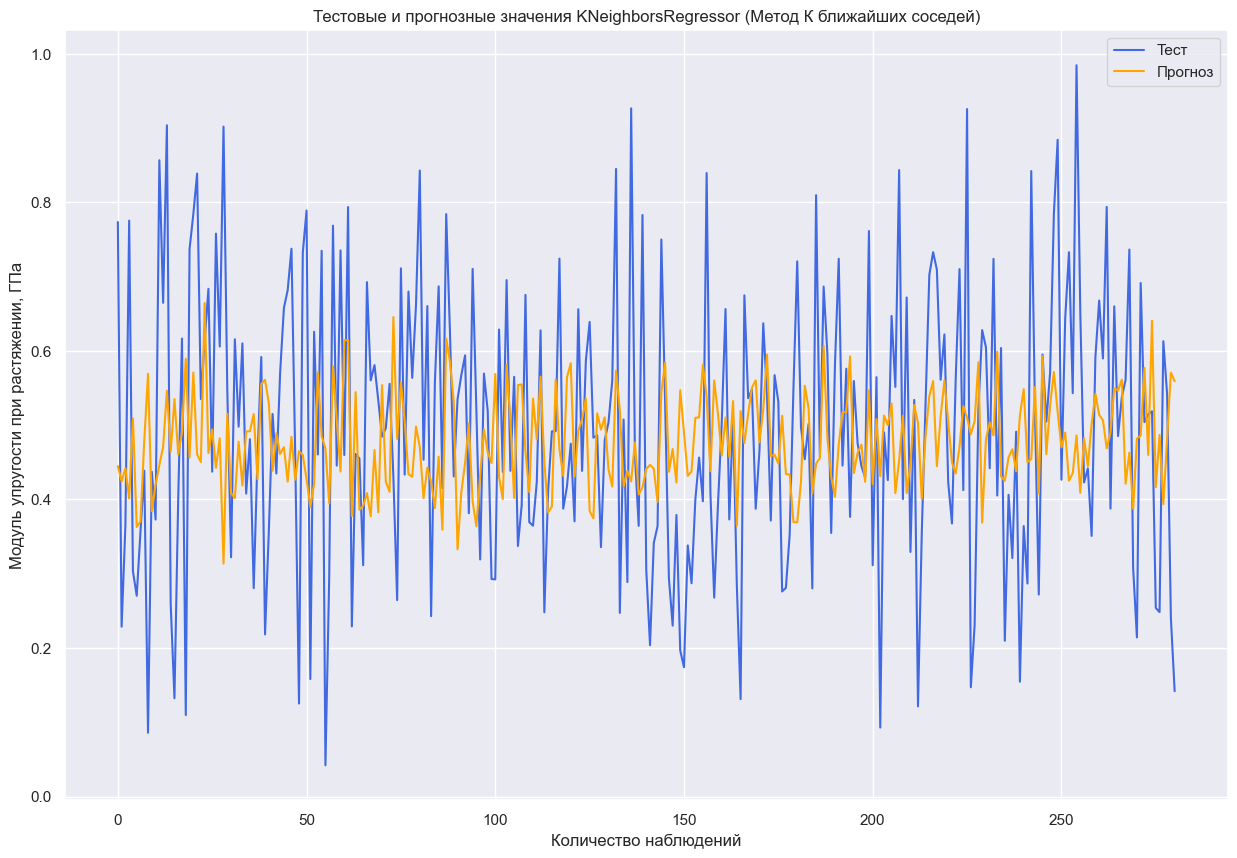 Тестовые и прогнозные значения KNeighborsRegressor (Метод К ближайших соседей)
Тест
Прогноз
Модуль упругости при растяжении, ГПа
1.0
0.8
0.6
0.4
0.2
0.0
0
50
100
150
200
250
Количество наблюдений